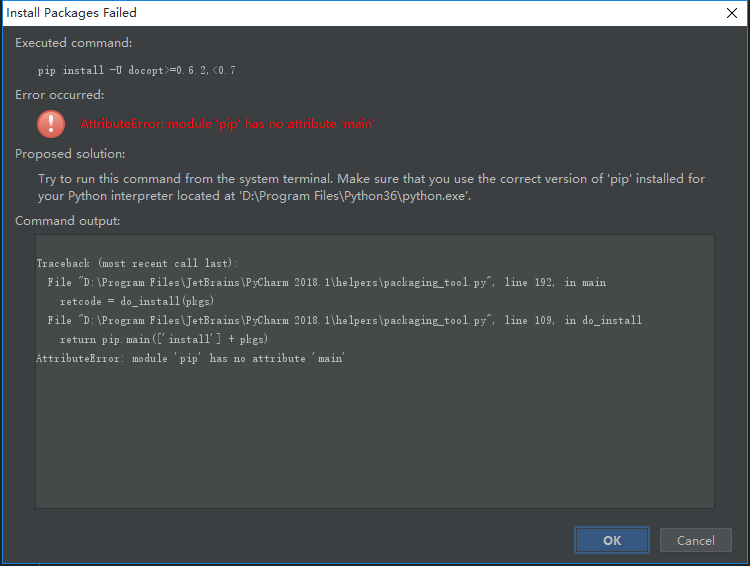 Install Packages Failed
Executed command:
pip install -U docopt>=0.6.2,<0.7
Error occurred:
AttributeError: module 'pip' has no attribute 'main'
Proposed solution:
Try to run this command from the system terminal. Make sure that you use the correct version of 'pip' installed for
your Python interpreter located at 'D:\Program Files\Python36\python.exe'.
Command output:
Traceback (most recent call last):
File "D:\Program Files\JetBrains\PyCharm 2018.1\helpers\packaging_tool.py", line 192, in main
retcode = do_install(pkgs)
File "D:\Program Files\JetBrains\PyCharm 2018.1\helpers\packaging_tool.py", line 109, in do_install
return pip.main(['install'] + pkgs)
AttributeError: module 'pip' has no attribute 'main'
OK Cancel